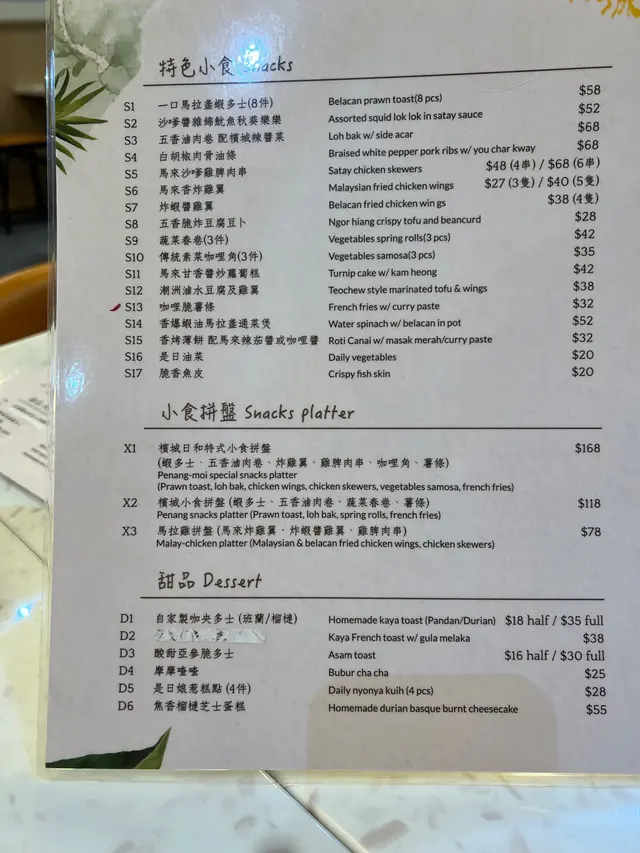 特色小食 Snacks
S1 一口馬拉盞蝦多士(8件) Belacan prawn toast(8 pcs) $58
S2 沙嗲醬雜錦魷魚秋葵樂樂 Assorted squid lok lok in satay sauce $52
S3 五香滷肉卷 配檳城辣醬菜 Loh bak w/ side acar $68
S4 白胡椒肉骨油條 Braised white pepper pork ribs w/ you char kway $68
S5 馬來沙嗲雞脾肉串 Satay chicken skewers $48 (4串) / $68 (6串)
S6 馬來香炸雞翼 Malaysian fried chicken wings $27 (3隻) / $40 (5隻)
S7 炸蝦醬雞翼 Belacan fried chicken win gs $38 (4隻)
S8 五香脆炸豆腐豆卜 Ngor hiang crispy tofu and beancurd $28
S9 蔬菜春卷(3件) Vegetables spring rolls(3 pcs) $42
S10 傳統素菜咖喱角(3件) Vegetables samosa(3 pcs) $35
S11 馬來甘香醬炒蘿蔔糕 Turnip cake w/ kam heong $42
S12 潮洲滷水豆腐及雞翼 Teochew style marinated tofu & wings $38
S13 咖哩脆薯條 French fries w/ curry paste $32
S14 香爆蝦油馬拉盞通菜煲 Water spinach w/ belacan in pot $52
S15 香烤薄餅 配馬來辣茄醬或咖哩醬 Roti Canai w/ masak merah/curry paste $32
S16 是日油菜 Daily vegetables $20
S17 脆香魚皮 Crispy fish skin $20
小食拼盤 Snacks platter
X1 檳城日和特式小食拼盤 $168
(蝦多士、五香滷肉卷、炸雞翼、雞脾肉串、咖哩角、薯條)
Penang-moi special snacks platter
(Prawn toast, loh bak, chicken wings, chicken skewers, vegetables samosa, french fries)
X2 檳城小食拼盤 (蝦多士、五香滷肉卷、蔬菜春卷、薯條) $118
Penang snacks platter (Prawn toast, loh bak, spring rolls, french fries)
X3 馬拉雞拼盤 (馬來炸雞翼、炸蝦醬雞翼、雞脾肉串) $78
Malay-chicken platter (Malaysian & belacan fried chicken wings, chicken skewers)
甜品 Dessert
D1 自家製咖央多士 (班蘭/榴槤) Homemade kaya toast (Pandan/Durian) $18 half / $35 full
D2 Kaya French toast w/ gula melaka $38
D3 酸甜亞參脆多士 Asam toast $16 half / $30 full
D4 摩摩喳喳 Bubur cha cha $25
D5 是日娘惹糕點 (4件) Daily nyonya kuih (4 pcs) $28
D6 焦香榴槤芝士蛋糕 Homemade durian basque burnt cheesecake $55